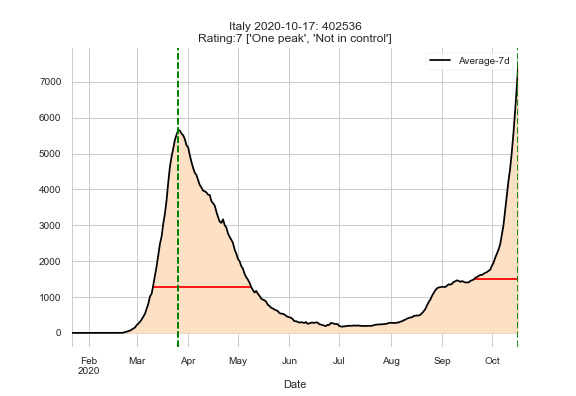 Italy 2020-10-17: 402536
Rating:7 ['One peak', 'Not in control']
Average-7d
7000
6000
5000
4000
3000
2000
1000
0
Feb Mar Apr May Jun Jul Aug Sep Oct
2020
Date